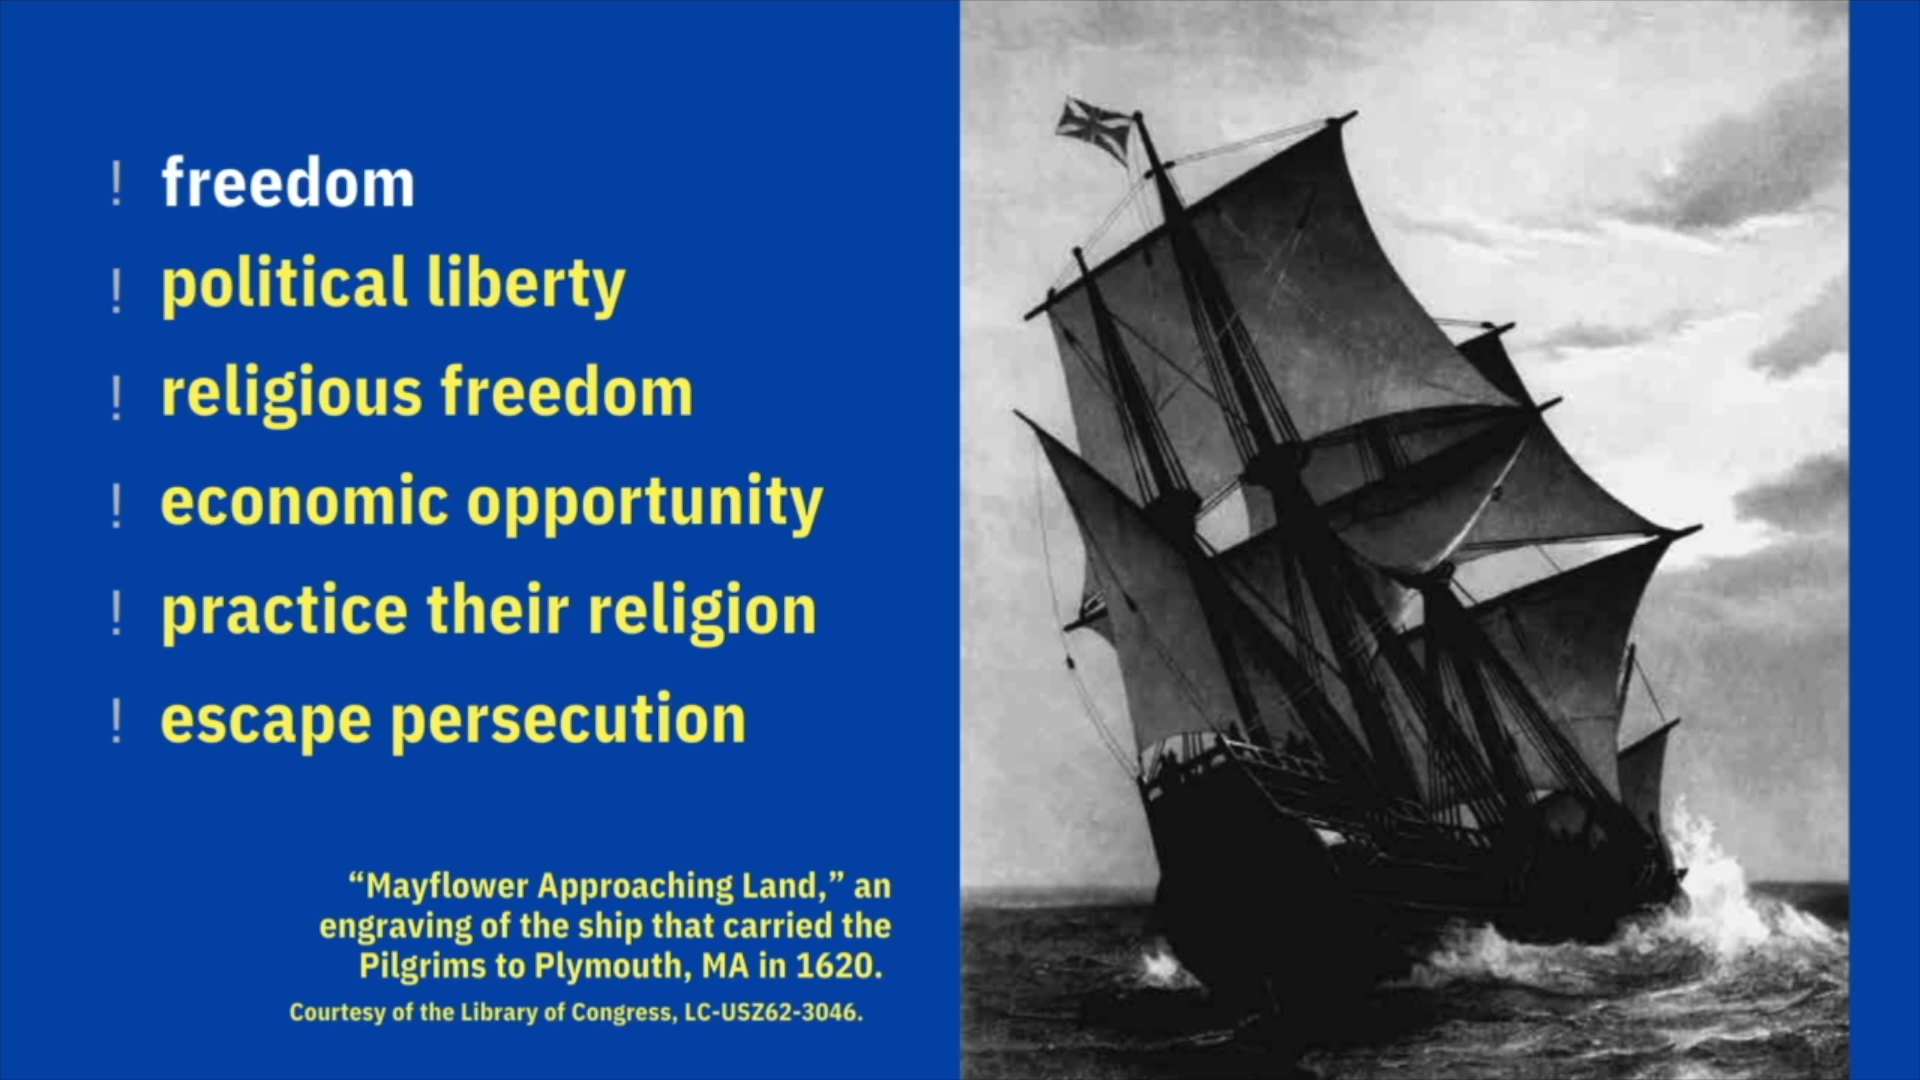 ! freedom
! political liberty
! religious freedom
! economic opportunity
! practice their religion
! escape persecution
“Mayflower Approaching Land,” an
engraving of the ship that carried the
Pilgrims to Plymouth, MA in 1620.
Courtesy of the Library of Congress, LC-USZ62-3046.